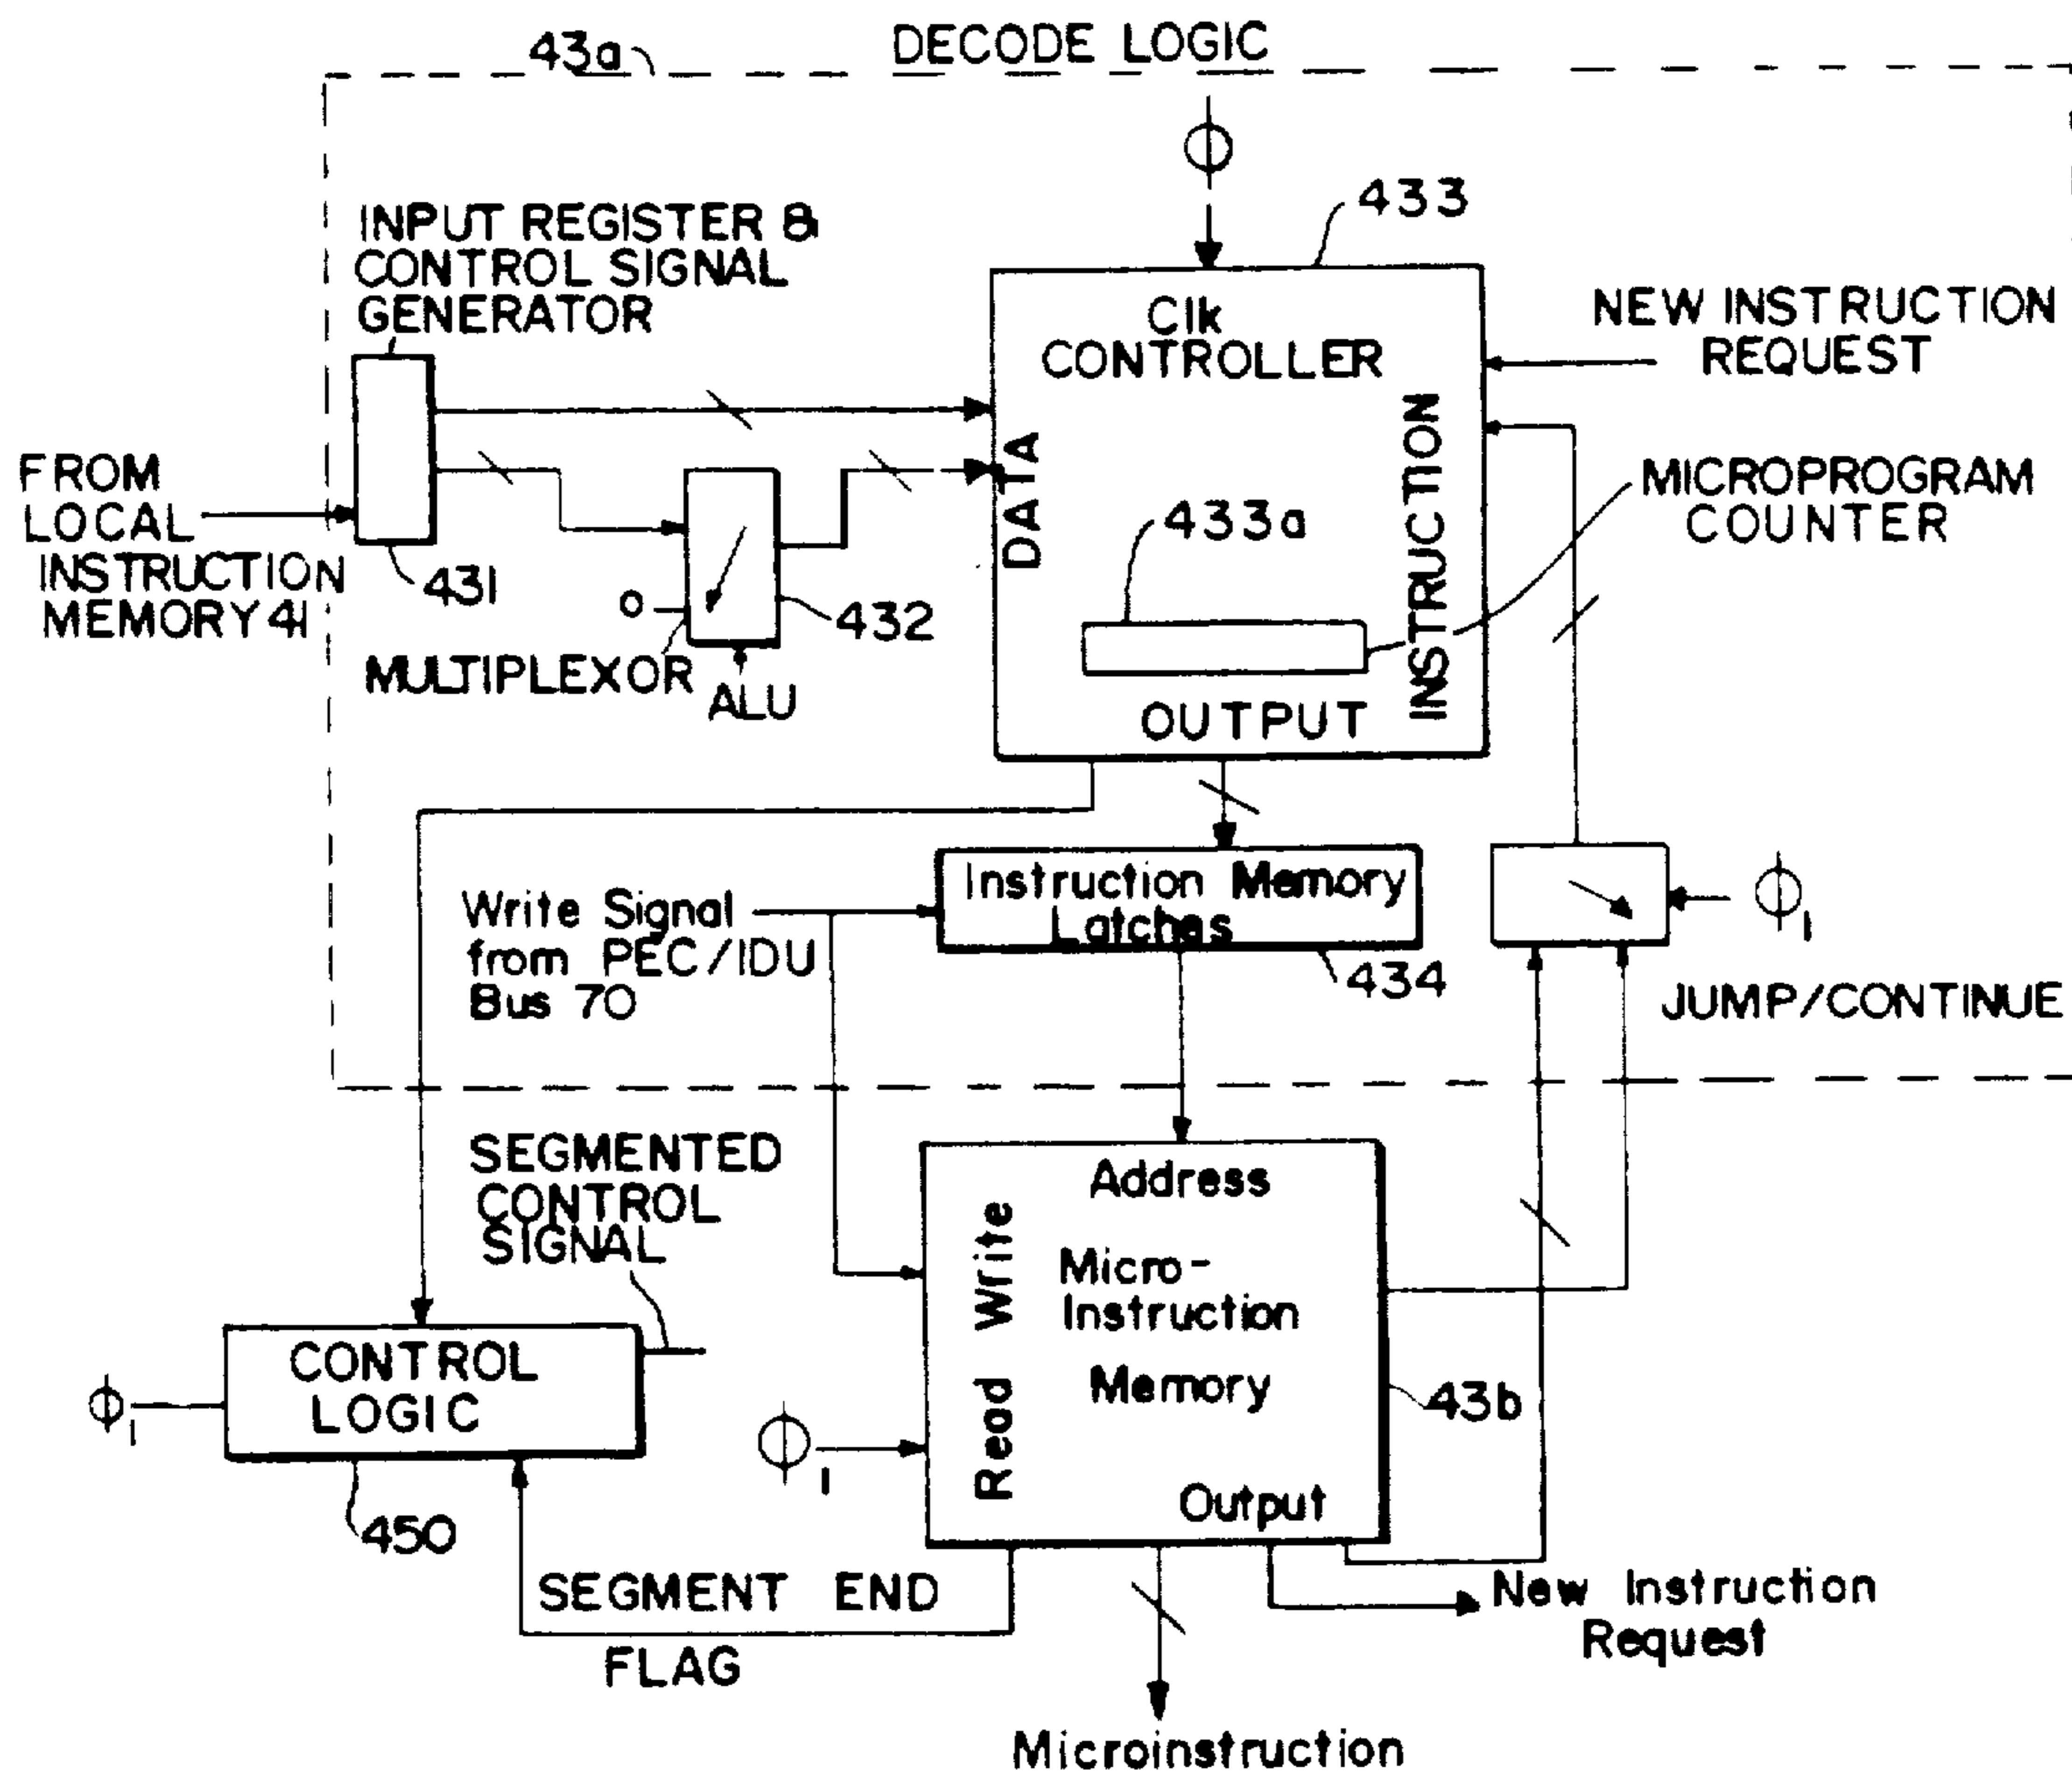 43a
DECODE LOGIC
Φ
433
INPUT REGISTER &
CONTROL SIGNAL
GENERATOR
Clk
CONTROLLER
NEW INSTRUCTION
REQUEST
DATA
INSTRUCTION
FROM
LOCAL
INSTRUCTION
MEMORY 41
431
433a
MICROPROGRAM
COUNTER
0
432
MULTIPLEXOR
ALU
OUTPUT
Instruction Memory
Latches
Φ1
Write Signal
from PEC/IDU
Bus 70
434
JUMP/CONTINUE
SEGMENTED
CONTROL
SIGNAL
Address
Read Write
Micro-
Instruction
Memory
CONTROL
LOGIC
Φ1
43b
Φ1
Output
450
SEGMENT END
FLAG
New Instruction
Request
Microinstruction